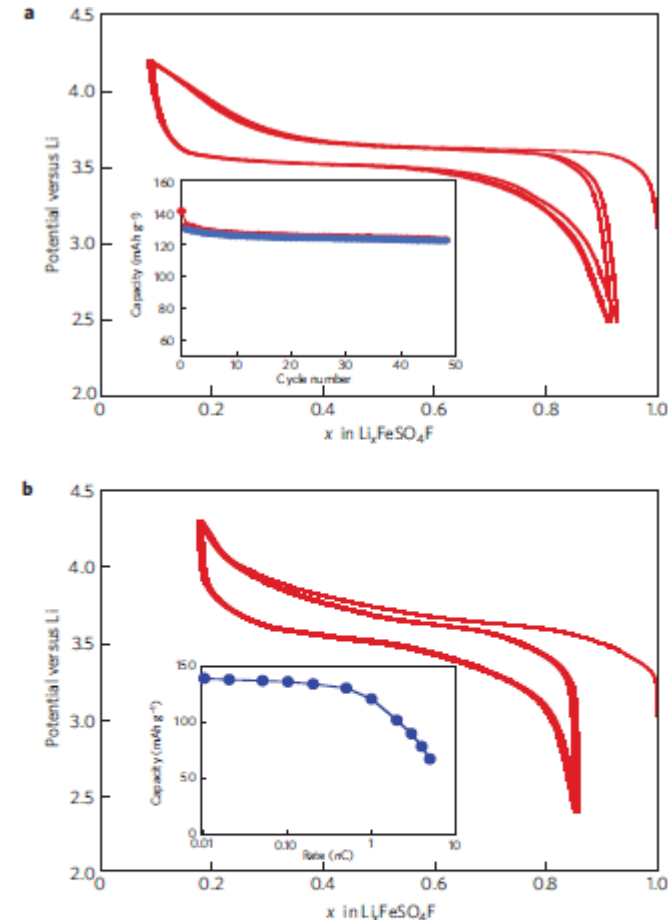 a
4.5
4.0
3.5
3.0
2.5
2.0
Potential versus Li
160
140
120
100
80
60
Capacity (mAh g⁻¹)
0 10 20 30 40 50
Cycle number
0 0.2 0.4 0.6 0.8 1.0
x in LiₓFeSO₄F
b
4.5
4.0
3.5
3.0
2.5
2.0
Potential versus Li
150
100
50
0
Capacity (mAh g⁻¹)
0.01 0.10 1 10
Rate (nC)
0 0.2 0.4 0.6 0.8 1.0
x in LiₓFeSO₄F